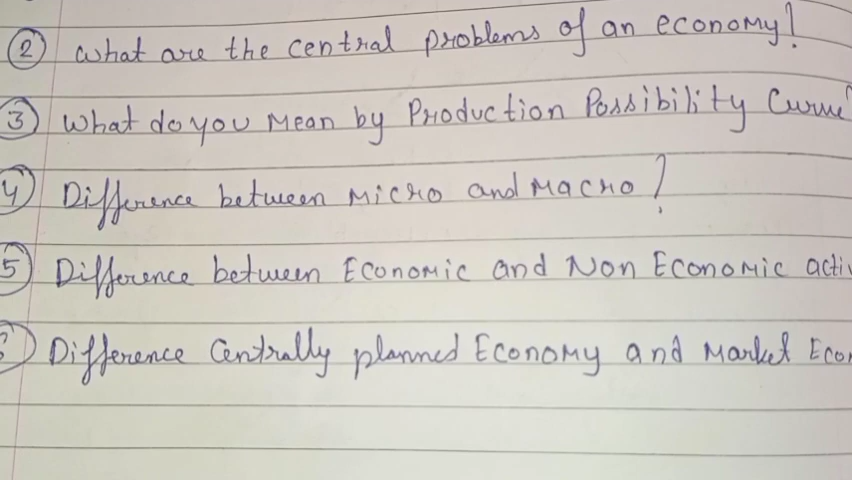 ② What are the central problems of an economy?
③ What do you Mean by Production Possibility Curve?
④ Difference between Micro and Macro?
⑤ Difference between Economic and Non Economic
Difference Centrally planned Economy and Market